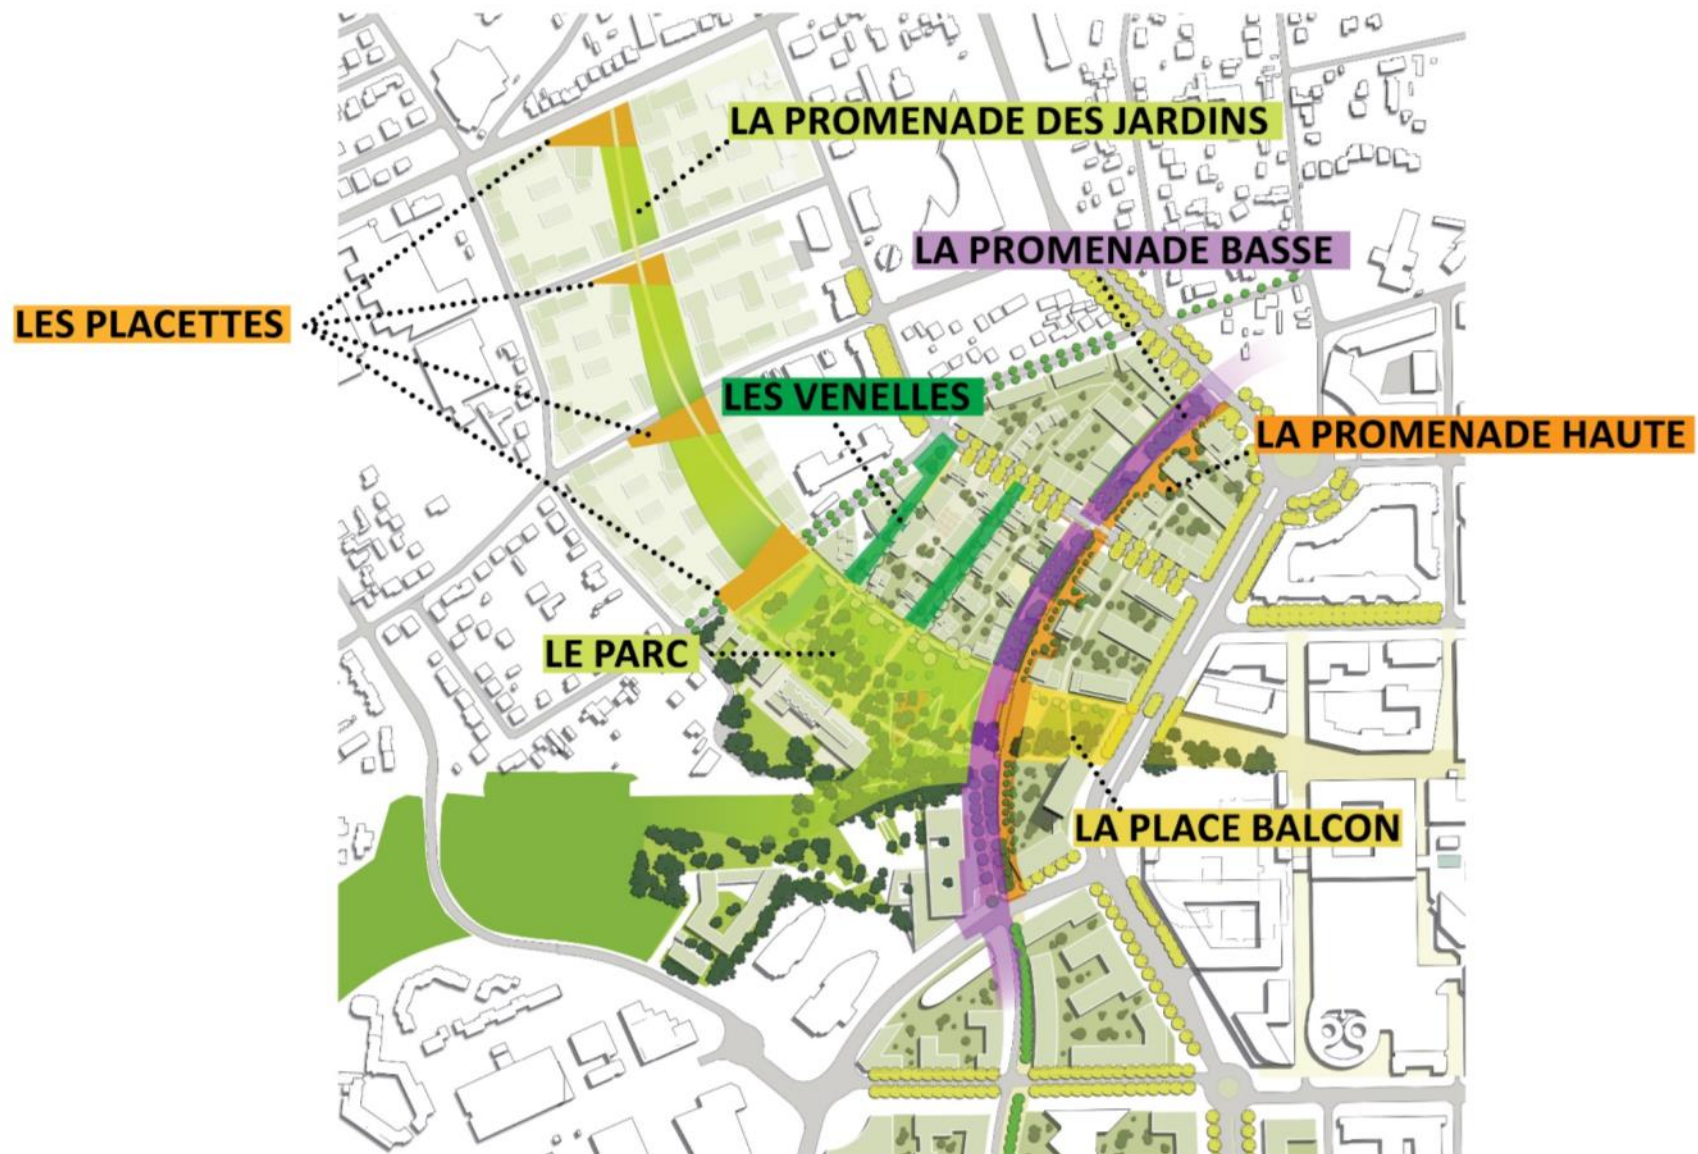 LA PROMENADE DES JARDINS
LA PROMENADE BASSE
LES PLACETTES
LES VENELLES
LA PROMENADE HAUTE
LE PARC
LA PLACE BALCON